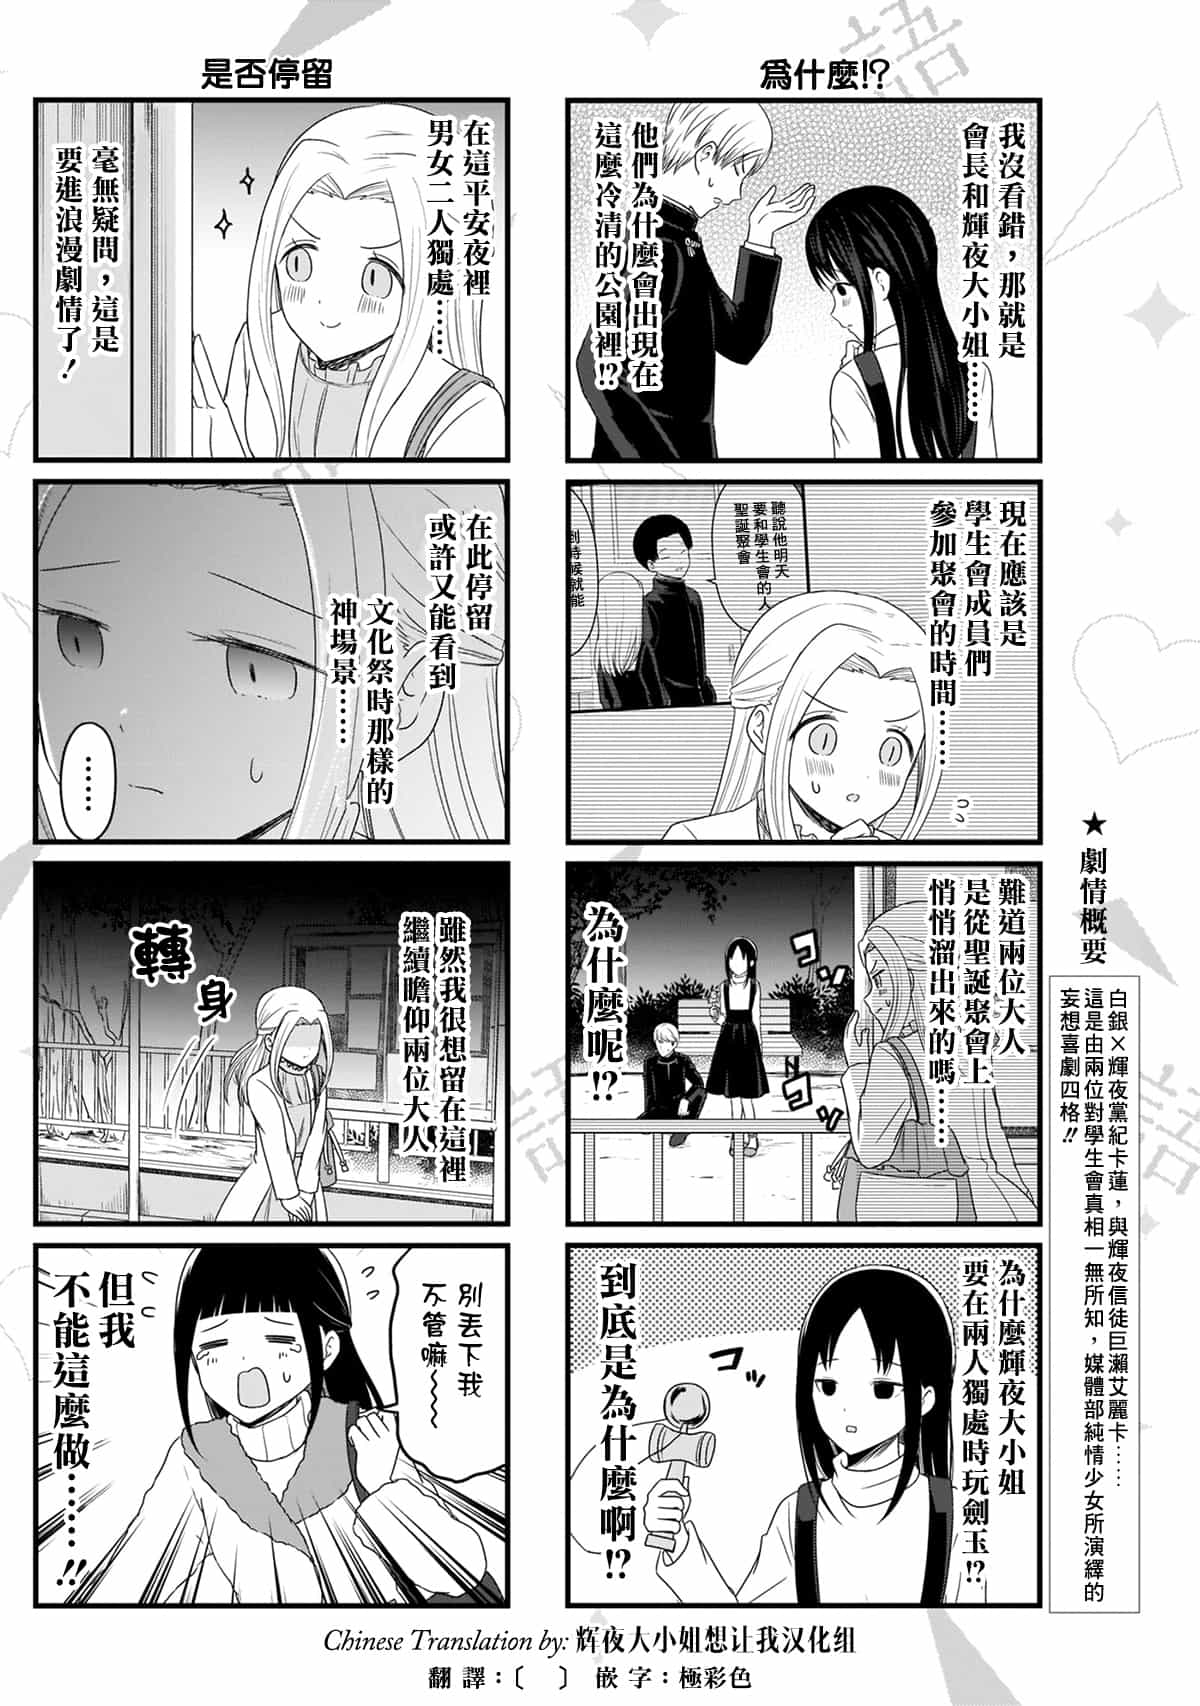 為什麼!?
我沒看錯，那就是
會長和輝夜大小姐……
他們為什麼會出現在
這麼冷清的公園裡!?
現在應該是
學生會成員們
參加聚會的時間……
聽說他明天
要和學生會的人
聖誕聚會
到時候就能
難道兩位大人
是從聖誕聚會上
悄悄溜出來的嗎……
コソ
コソ
為什麼呢!?
為什麼輝夜大小姐
要在兩人獨處時玩劍玉!?
到底是為什麼啊!?
是否停留
在這平安夜裡
男女二人獨處……
毫無疑問，這是
要進浪漫劇情了！
在此停留
或許又能看到
文化祭時那樣的
神場景……
……
雖然我很想留在這裡
繼續瞻仰兩位大人
轉身
別丟下我
不管嘛～
但我
不能這麼做……!!
★ 劇情概要
白銀×輝夜黨紀卡蓮，與輝夜信徒巨瀨艾麗卡……
這是由兩位對學生會真相一無所知，媒體部純情少女所演繹的
妄想喜劇四格!!
語
語
語
Chinese Translation by: 辉夜大小姐想让我汉化组
翻譯：〔　〕 嵌字：極彩色